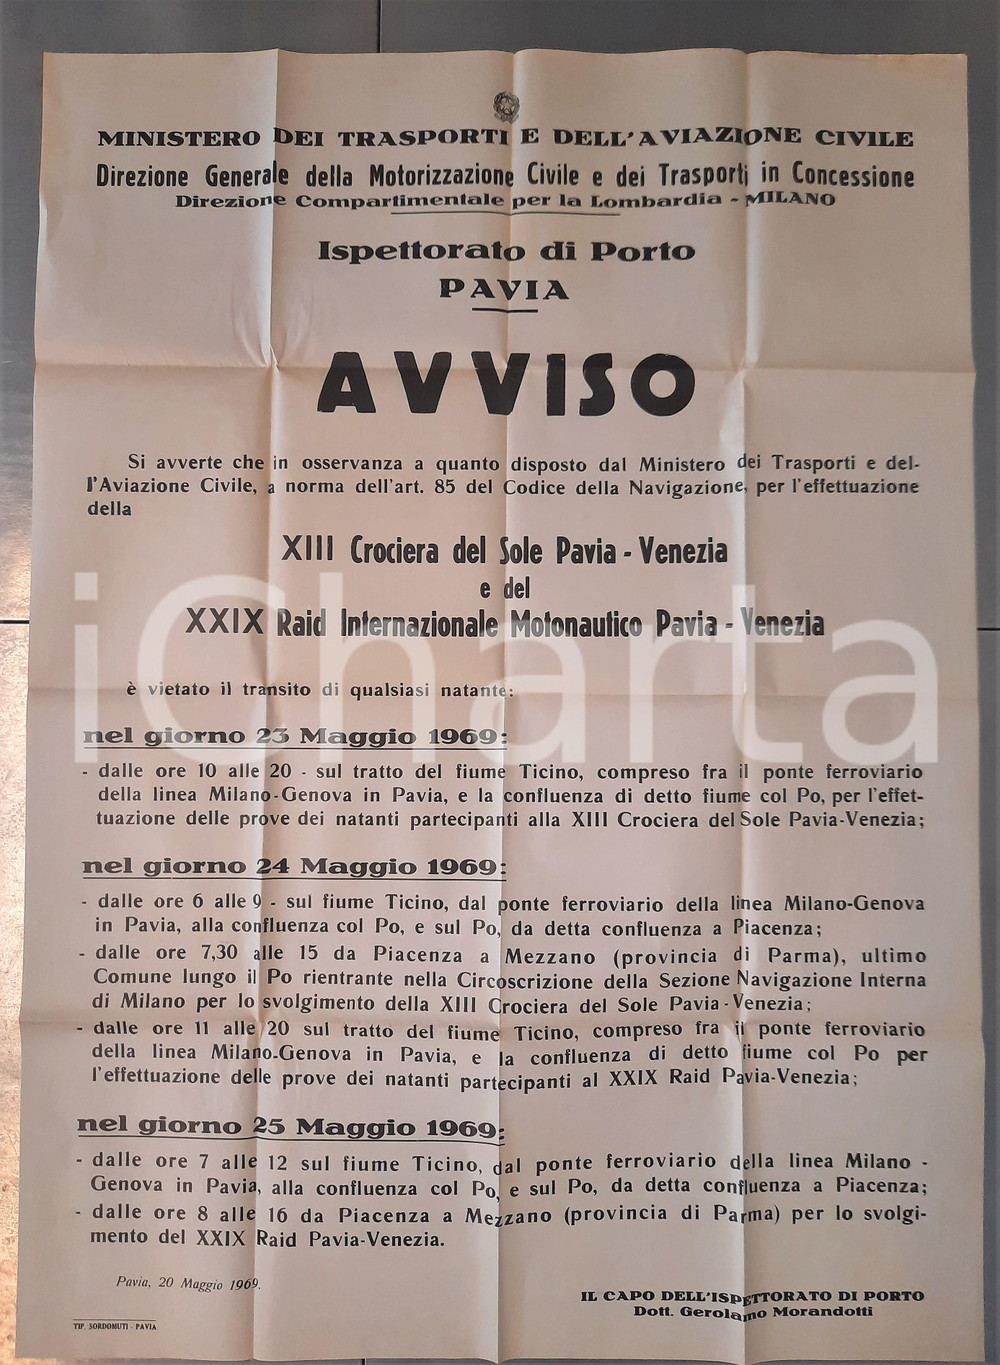 MINISTERO DEI TRASPORTI E DELL'AVIAZIONE CIVILE
Direzione Generale della Motorizzazione Civile e dei Trasporti in Concessione
Direzione Compartimentale per la Lombardia - MILANO
Ispettorato di Porto
PAVIA
AVVISO
Si avverte che in osservanza a quanto disposto dal Ministero dei Trasporti e del-
l'Aviazione Civile, a norma dell'art. 85 del Codice della Navigazione, per l'effettuazione
della
XIII Crociera del Sole Pavia - Venezia
e del
XXIX Raid Internazionale Motonautico Pavia - Venezia
iCharta
è vietato il transito di qualsiasi natante:
nel giorno 23 Maggio 1969:
- dalle ore 10 alle 20 - sul tratto del fiume Ticino, compreso fra il ponte ferroviario
della linea Milano-Genova in Pavia, e la confluenza di detto fiume col Po, per l'effet-
tuazione delle prove dei natanti partecipanti alla XIII Crociera del Sole Pavia-Venezia;
nel giorno 24 Maggio 1969:
- dalle ore 6 alle 9 - sul fiume Ticino, dal ponte ferroviario della linea Milano-Genova
in Pavia, alla confluenza col Po, e sul Po, da detta confluenza a Piacenza;
- dalle ore 7,30 alle 15 da Piacenza a Mezzano (provincia di Parma), ultimo
Comune lungo il Po rientrante nella Circoscrizione della Sezione Navigazione Interna
di Milano per lo svolgimento della XIII Crociera del Sole Pavia-Venezia;
- dalle ore 11 alle 20 sul tratto del fiume Ticino, compreso fra il ponte ferroviario
della linea Milano-Genova in Pavia, e la confluenza di detto fiume col Po per
l'effettuazione delle prove dei natanti partecipanti al XXIX Raid Pavia-Venezia;
nel giorno 25 Maggio 1969:
- dalle ore 7 alle 12 sul fiume Ticino, dal ponte ferroviario della linea Milano -
Genova in Pavia, alla confluenza col Po, e sul Po, da detta confluenza a Piacenza;
- dalle ore 8 alle 16 da Piacenza a Mezzano (provincia di Parma) per lo svolgi-
mento del XXIX Raid Pavia-Venezia.
Pavia, 20 Maggio 1969.
IL CAPO DELL'ISPETTORATO DI PORTO
Dott. Gerolamo Morandotti
TIP. SORDOMUTI - PAVIA